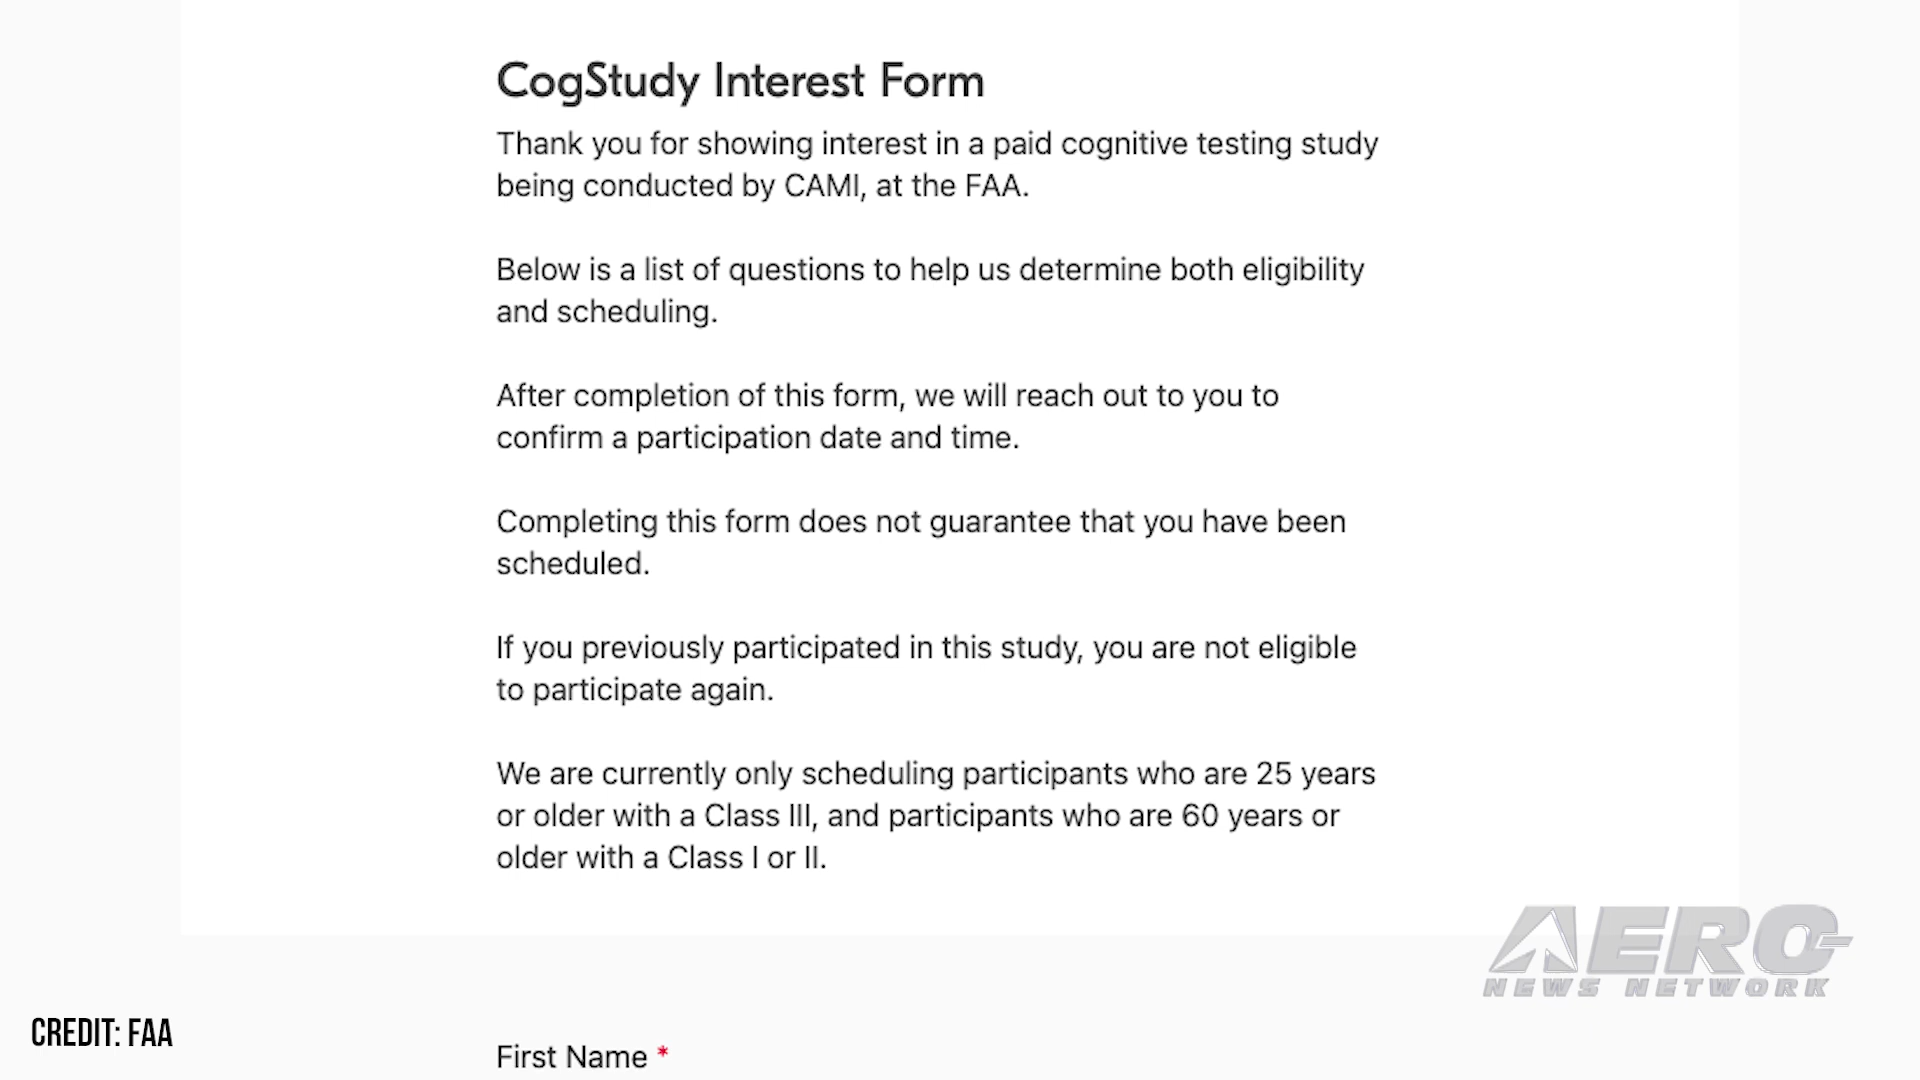 CogStudy Interest Form
Thank you for showing interest in a paid cognitive testing study
being conducted by CAMI, at the FAA.
Below is a list of questions to help us determine both eligibility
and scheduling.
After completion of this form, we will reach out to you to
confirm a participation date and time.
Completing this form does not guarantee that you have been
scheduled.
If you previously participated in this study, you are not eligible
to participate again.
We are currently only scheduling participants who are 25 years
or older with a Class III, and participants who are 60 years or
older with a Class I or II.
AERO
NEWS NETWORK
CREDIT: FAA
First Name *